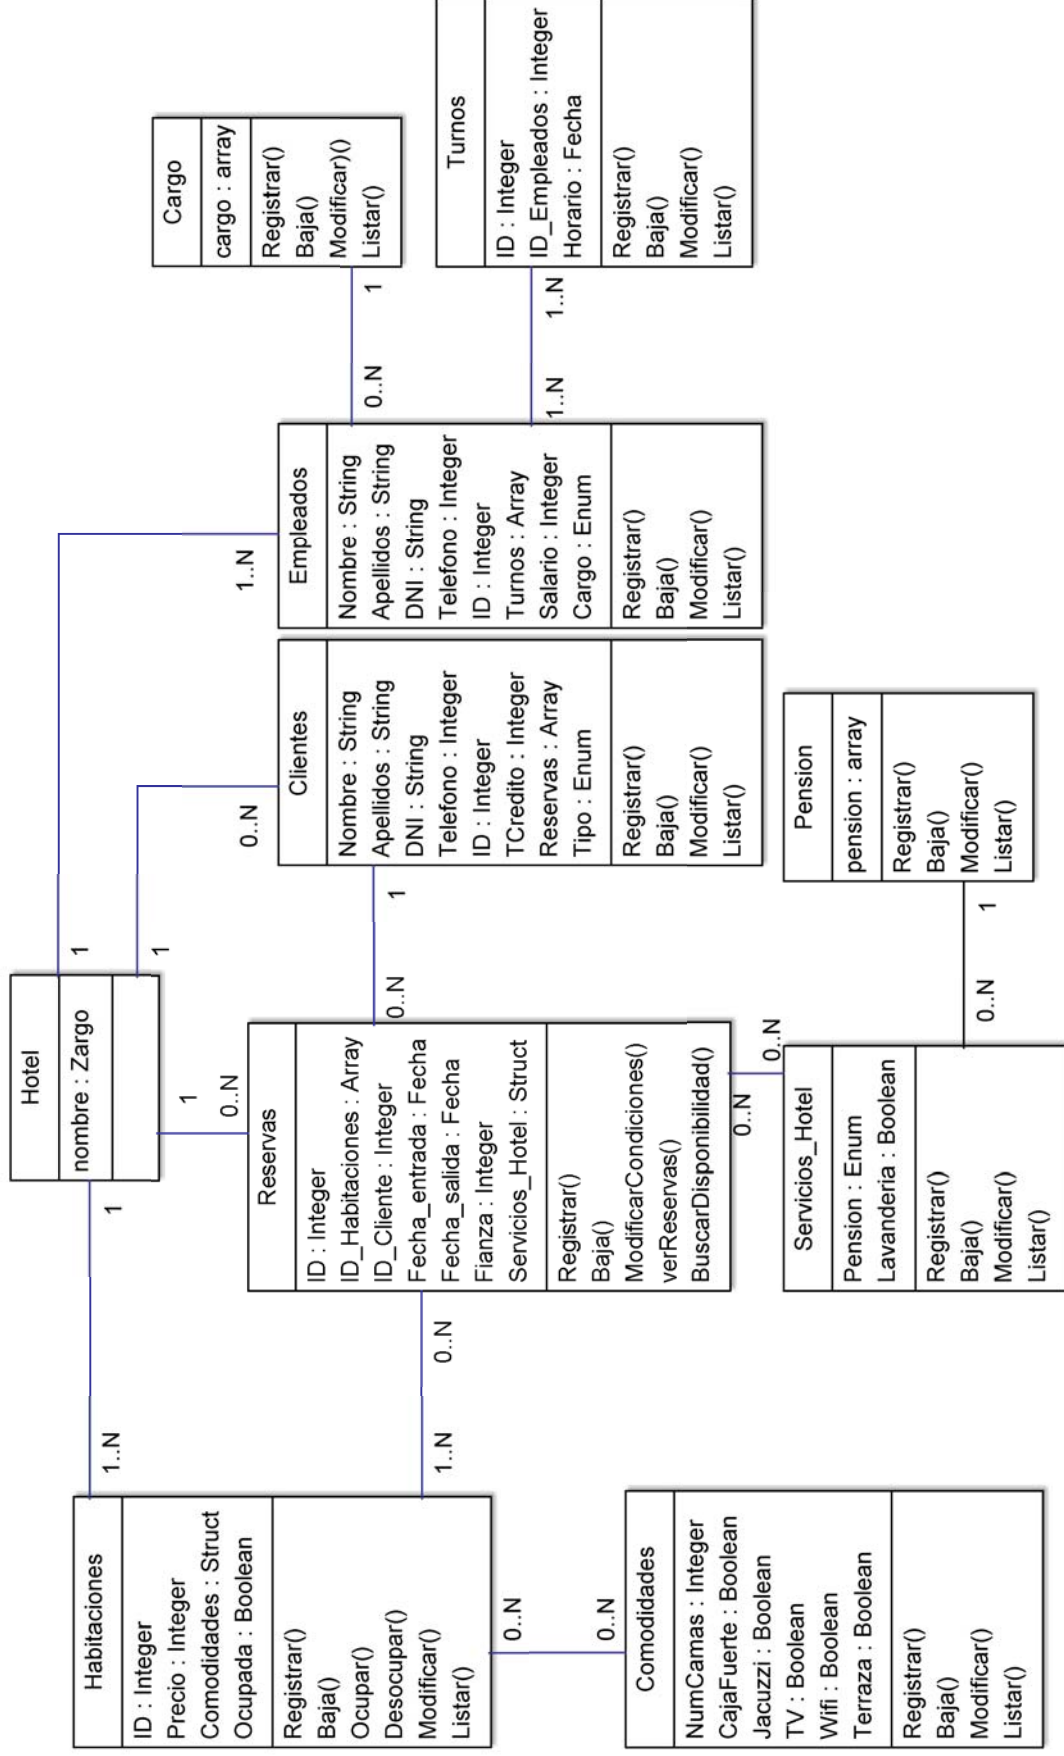 Hotel
nombre : Zargo
1
1
1
1
1..N
0..N
0..N
1..N
Habitaciones
ID : Integer
Precio : Integer
Comodidades : Struct
Ocupada : Boolean
Registrar()
Baja()
Ocupar()
Desocupar()
Modificar()
Listar()
1..N
0..N
Reservas
ID : Integer
ID_Habitaciones : Array
ID_Cliente : Integer
Fecha_entrada : Fecha
Fecha_salida : Fecha
Fianza : Integer
Servicios_Hotel : Struct
Registrar()
Baja()
ModificarCondiciones()
verReservas()
BuscarDisponibilidad()
0..N
1
Clientes
Nombre : String
Apellidos : String
DNI : String
Telefono : Integer
ID : Integer
TCredito : Integer
Reservas : Array
Tipo : Enum
Registrar()
Baja()
Modificar()
Listar()
Empleados
Nombre : String
Apellidos : String
DNI : String
Telefono : Integer
ID : Integer
Turnos : Array
Salario : Integer
Cargo : Enum
Registrar()
Baja()
Modificar()
Listar()
0..N
1
Cargo
cargo : array
Registrar()
Baja()
Modificar)()
Listar()
1..N
1..N
Turnos
ID : Integer
ID_Empleados : Integer
Horario : Fecha
Registrar()
Baja()
Modificar()
Listar()
0..N
0..N
Comodidades
NumCamas : Integer
CajaFuerte : Boolean
Jacuzzi : Boolean
TV : Boolean
Wifi : Boolean
Terraza : Boolean
Registrar()
Baja()
Modificar()
Listar()
0..N
0..N
Servicios_Hotel
Pension : Enum
Lavanderia : Boolean
Registrar()
Baja()
Modificar()
Listar()
0..N
1
Pension
pension : array
Registrar()
Baja()
Modificar()
Listar()